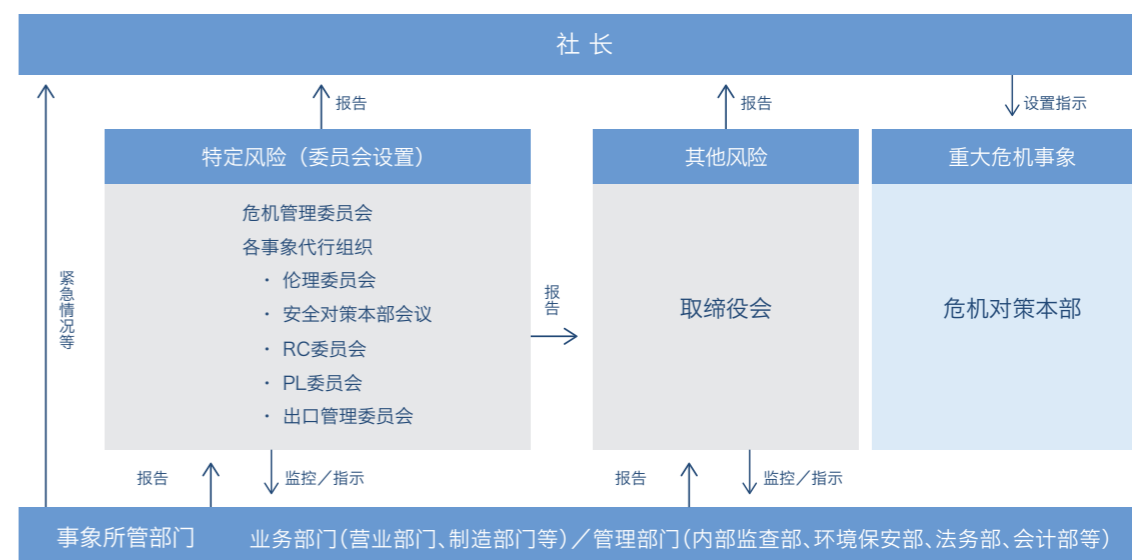 社 长
报告
报告
设置指示
特定风险（委员会设置）
其他风险
重大危机事象
危机管理委员会
各事象代行组织
・ 伦理委员会
・ 安全对策本部会议
・ RC委员会
・ PL委员会
・ 出口管理委员会
紧急情况等
报告
取缔役会
危机对策本部
报告
监控／指示
报告
监控／指示
事象所管部门
业务部门（营业部门、制造部门等）／管理部门（内部监查部、环境保安部、法务部、会计部等）